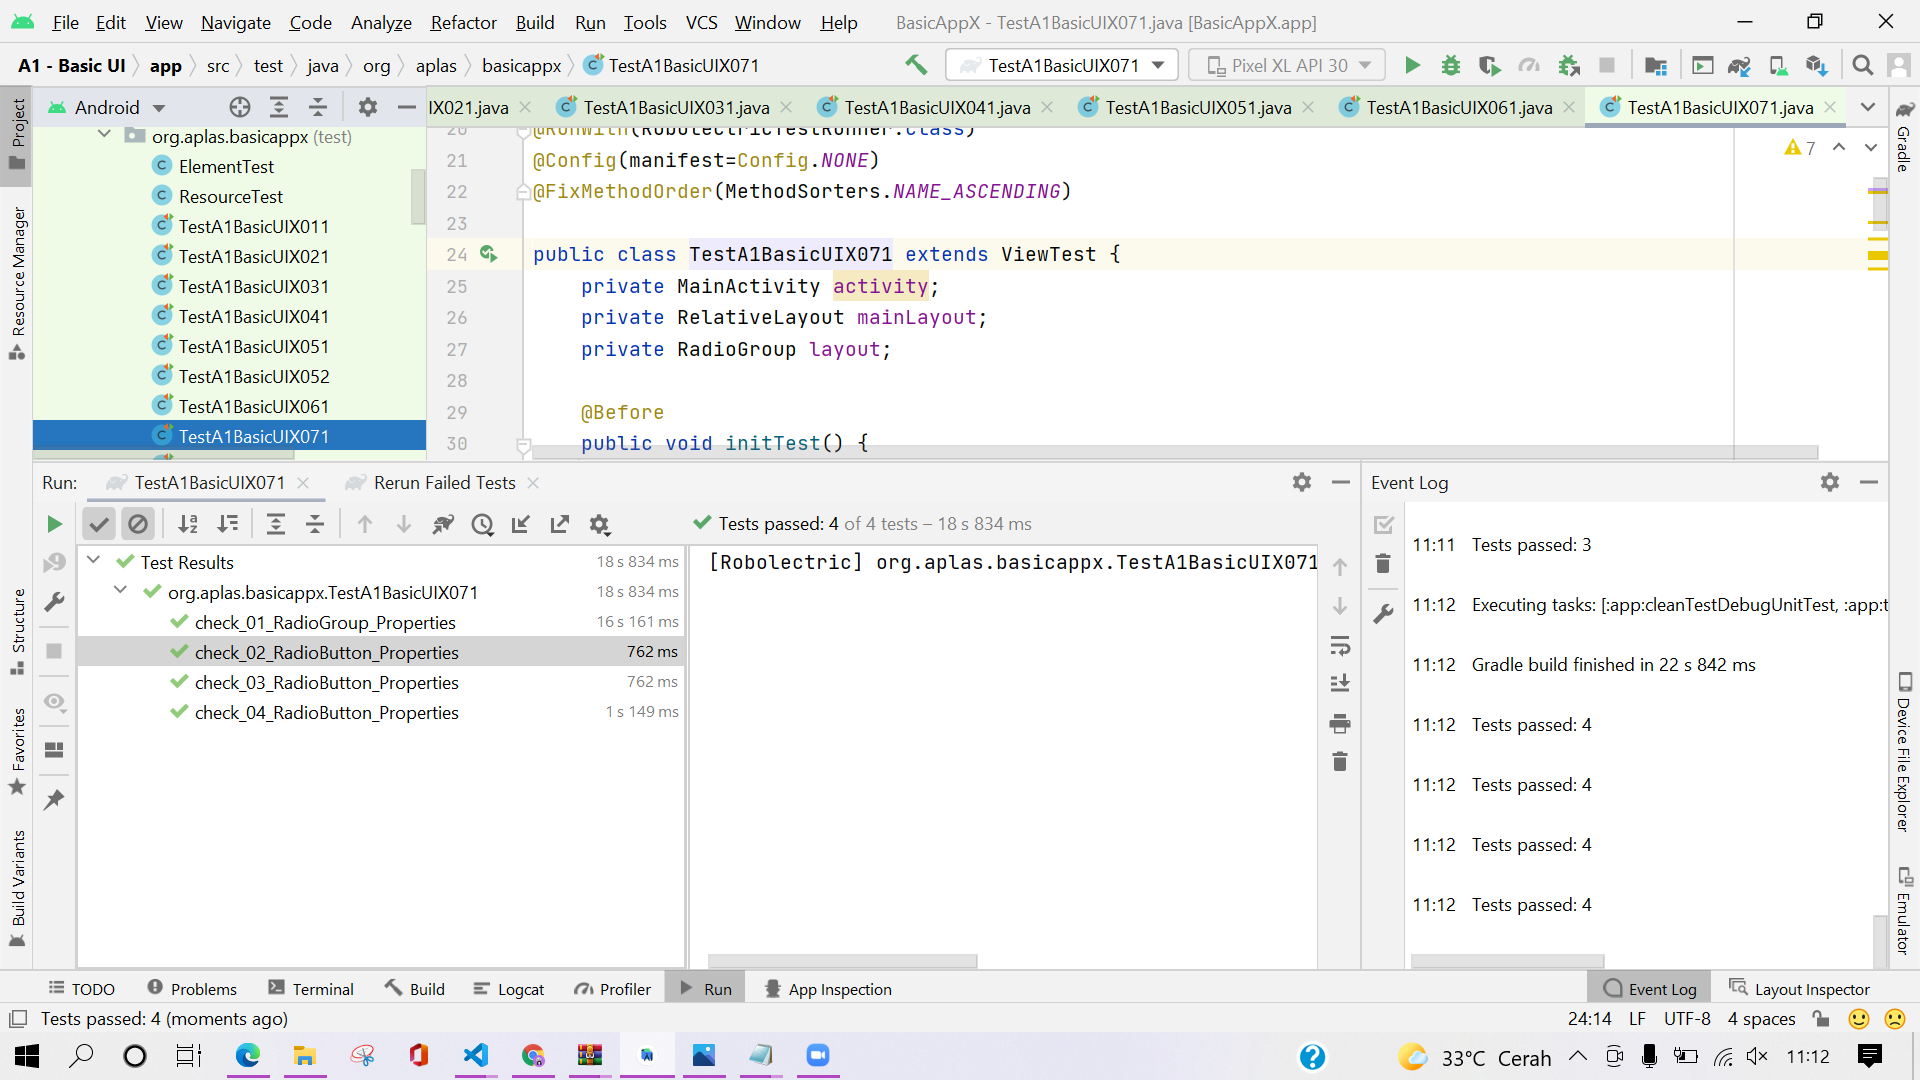 File Edit View Navigate Code Analyze Refactor Build Run Tools VCS Window Help BasicAppX - TestA1BasicUIX071.java [BasicAppX.app]
A1 - Basic UI app src test java org aplas basicappx TestA1BasicUIX071 TestA1BasicUIX071 Pixel XL API 30
Project
Resource Manager
Structure
Favorites
Build Variants
Android
org.aplas.basicappx (test)
ElementTest
ResourceTest
TestA1BasicUIX011
TestA1BasicUIX021
TestA1BasicUIX031
TestA1BasicUIX041
TestA1BasicUIX051
TestA1BasicUIX052
TestA1BasicUIX061
TestA1BasicUIX071
IX021.java TestA1BasicUIX031.java TestA1BasicUIX041.java TestA1BasicUIX051.java TestA1BasicUIX061.java TestA1BasicUIX071.java
20 @RunWith(RobolectricTestRunner.class)
21 @Config(manifest=Config.NONE)
22 @FixMethodOrder(MethodSorters.NAME_ASCENDING)
23
24 public class TestA1BasicUIX071 extends ViewTest {
25 private MainActivity activity;
26 private RelativeLayout mainLayout;
27 private RadioGroup layout;
28
29 @Before
30 public void initTest() {
7
Gradle
Device File Explorer
Emulator
Run: TestA1BasicUIX071 Rerun Failed Tests
Tests passed: 4 of 4 tests – 18 s 834 ms
Test Results 18 s 834 ms
org.aplas.basicappx.TestA1BasicUIX071 18 s 834 ms
check_01_RadioGroup_Properties 16 s 161 ms
check_02_RadioButton_Properties 762 ms
check_03_RadioButton_Properties 762 ms
check_04_RadioButton_Properties 1 s 149 ms
[Robolectric] org.aplas.basicappx.TestA1BasicUIX071
Event Log
11:11 Tests passed: 3
11:12 Executing tasks: [:app:cleanTestDebugUnitTest, :app:t
11:12 Gradle build finished in 22 s 842 ms
11:12 Tests passed: 4
11:12 Tests passed: 4
11:12 Tests passed: 4
11:12 Tests passed: 4
TODO Problems Terminal Build Logcat Profiler Run App Inspection Event Log Layout Inspector
Tests passed: 4 (moments ago) 24:14 LF UTF-8 4 spaces
33°C Cerah 11:12